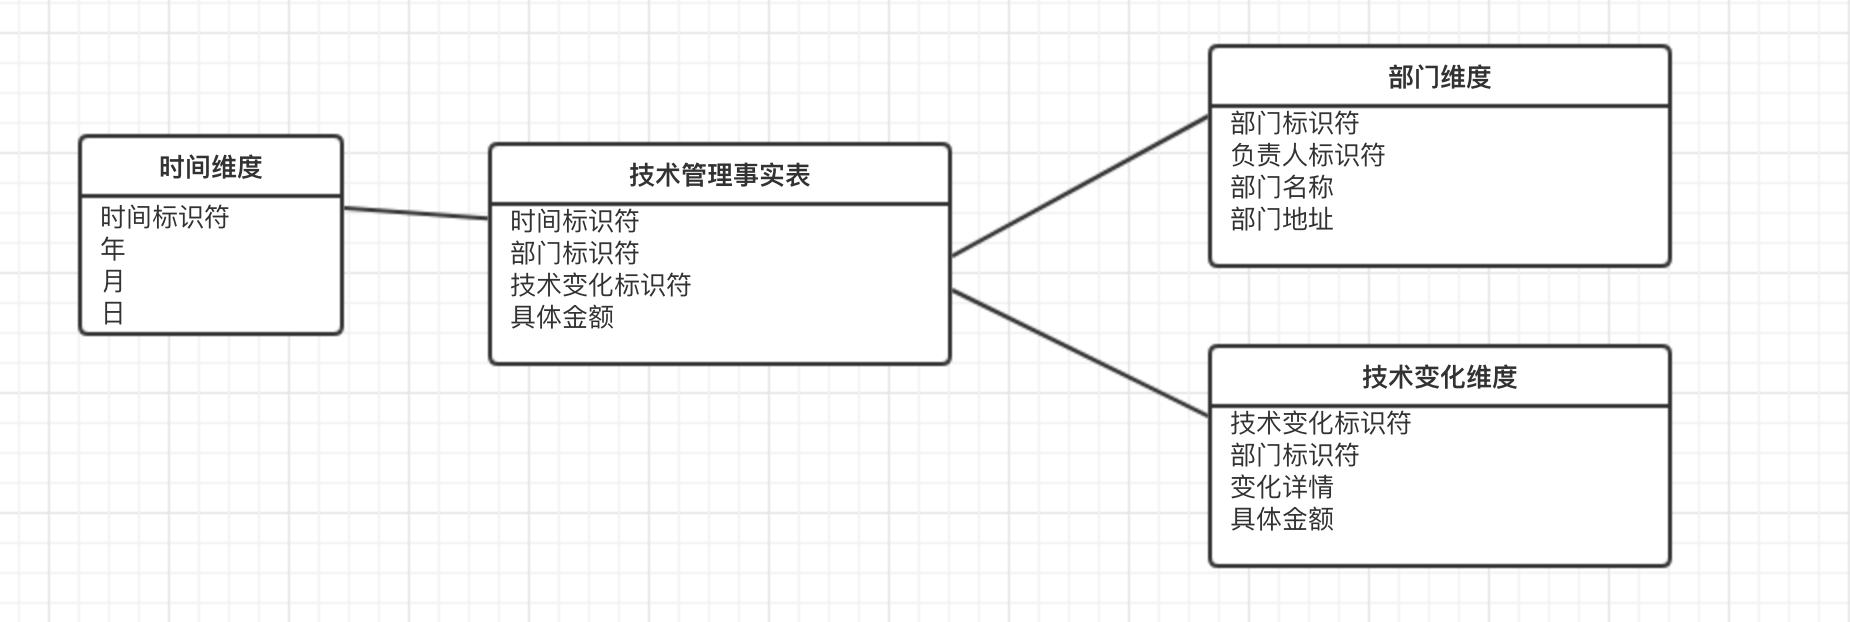 时间维度
时间标识符
年
月
日
技术管理事实表
时间标识符
部门标识符
技术变化标识符
具体金额
部门维度
部门标识符
负责人标识符
部门名称
部门地址
技术变化维度
技术变化标识符
部门标识符
变化详情
具体金额